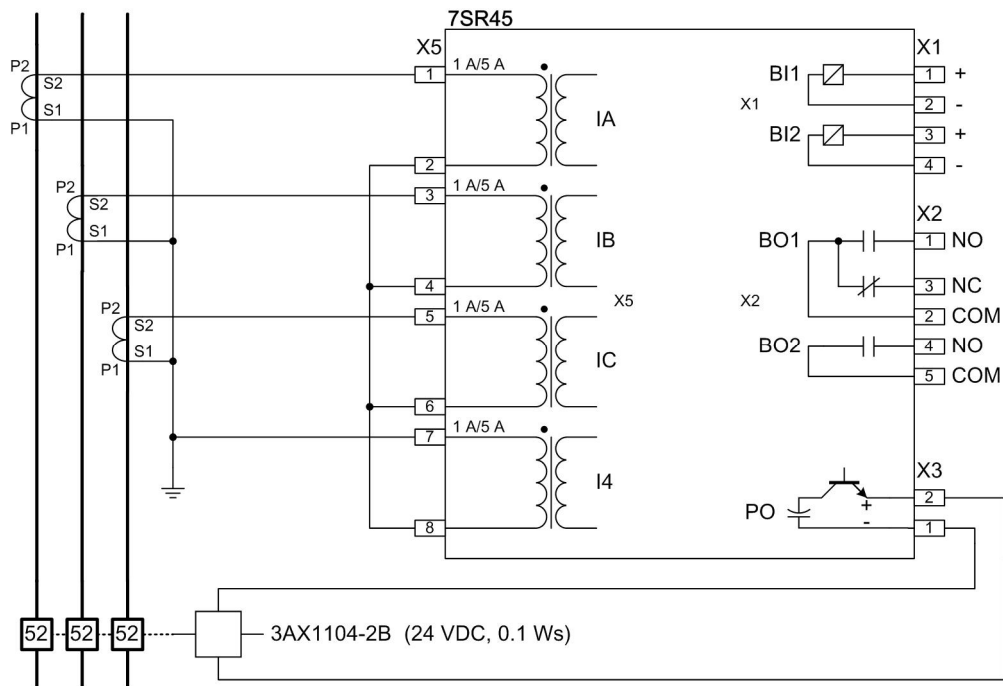 7SR45
X5
X1
P2
S2
S1
P1
1
1 A/5 A
IA
2
BI1
X1
1
+
2
-
BI2
3
+
4
-
P2
S2
S1
P1
3
1 A/5 A
IB
4
X2
BO1
1
NO
3
NC
X5
X2
2
COM
P2
S2
S1
P1
5
1 A/5 A
IC
6
BO2
4
NO
5
COM
7
1 A/5 A
I4
8
X3
PO
+
-
2
1
52
52
52
3AX1104-2B (24 VDC, 0.1 Ws)